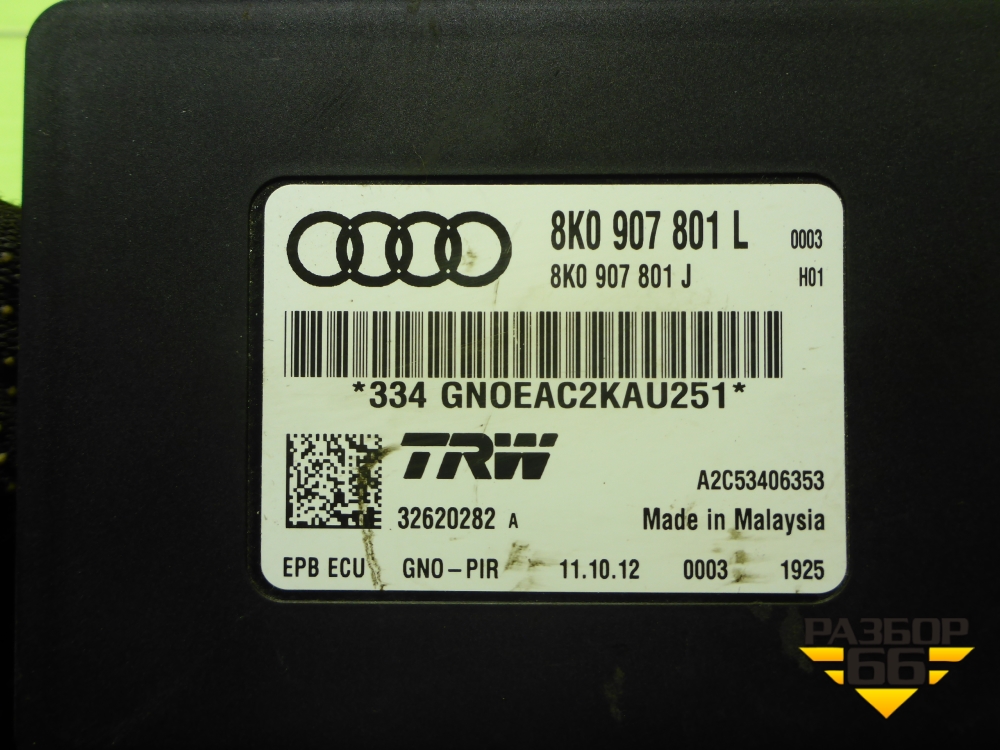 8K0 907 801 L 0003
8K0 907 801 J H01
*334 GNOEAC2KAU251*
TRW
A2C53406353
32620282 A Made in Malaysia
EPB ECU GNO-PIR 11.10.12 0003 1925
РАЗБОР
66